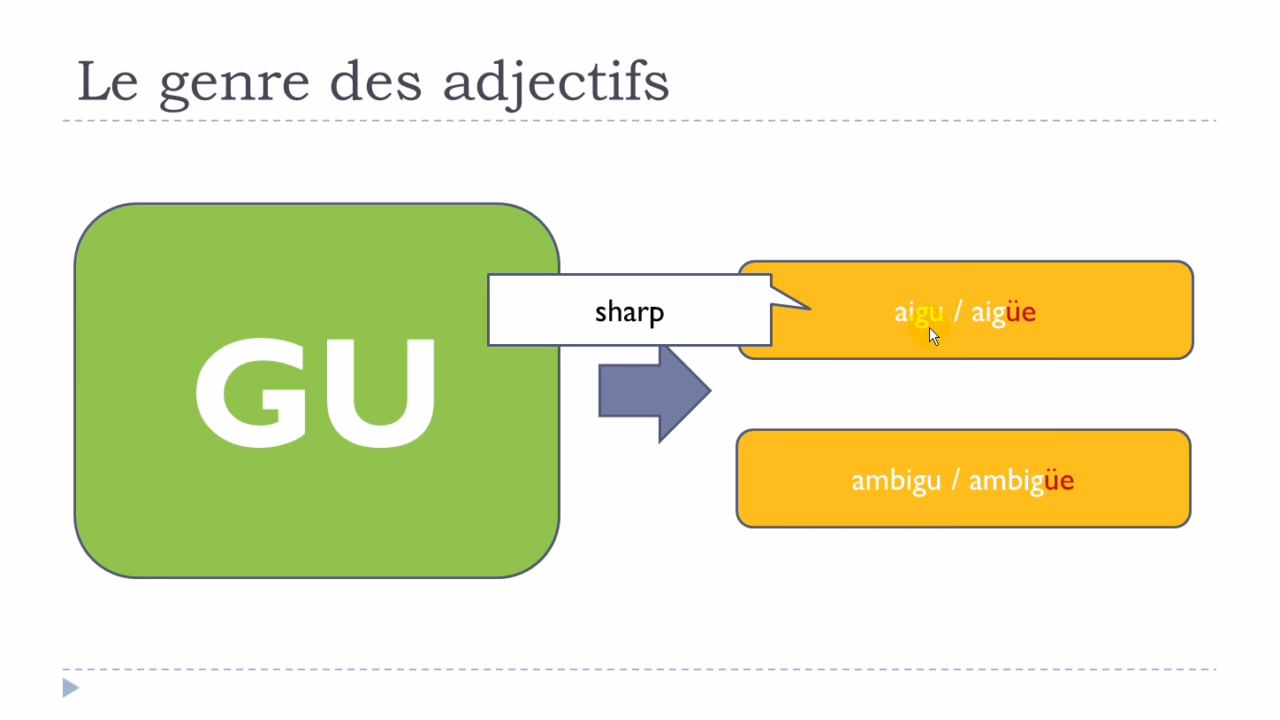 Le genre des adjectifs
GU
sharp
aigu / aigüe
ambigu / ambigüe